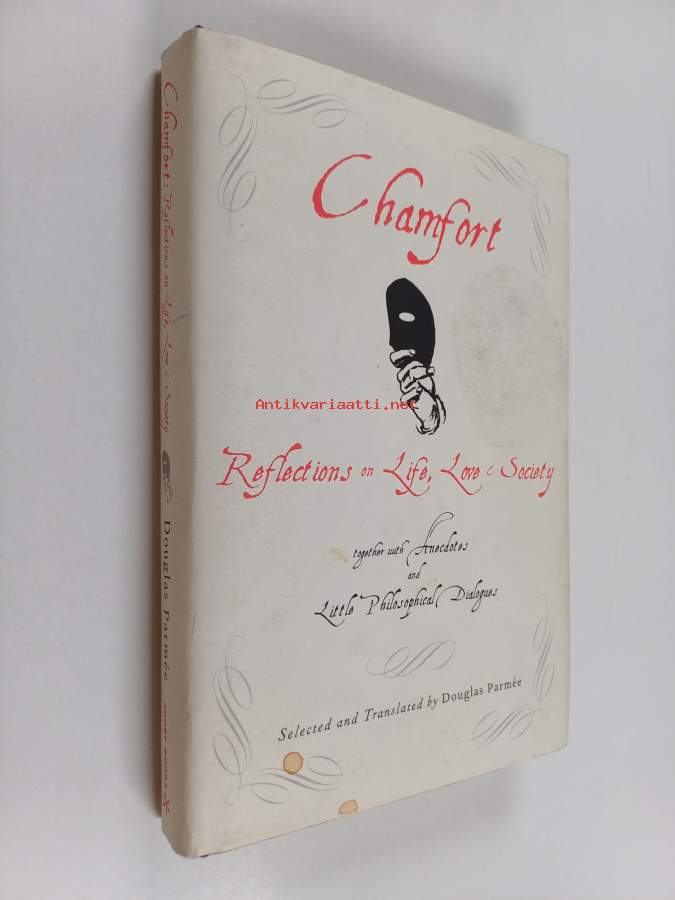 Chamfort
Reflections on Life, Love & Society
together with Anecdotes
and
Little Philosophical Dialogues
Selected and Translated by Douglas Parmée
Chamfort: Reflections on Life, Love & Society Douglas Parmée
Antikvariaatti.net